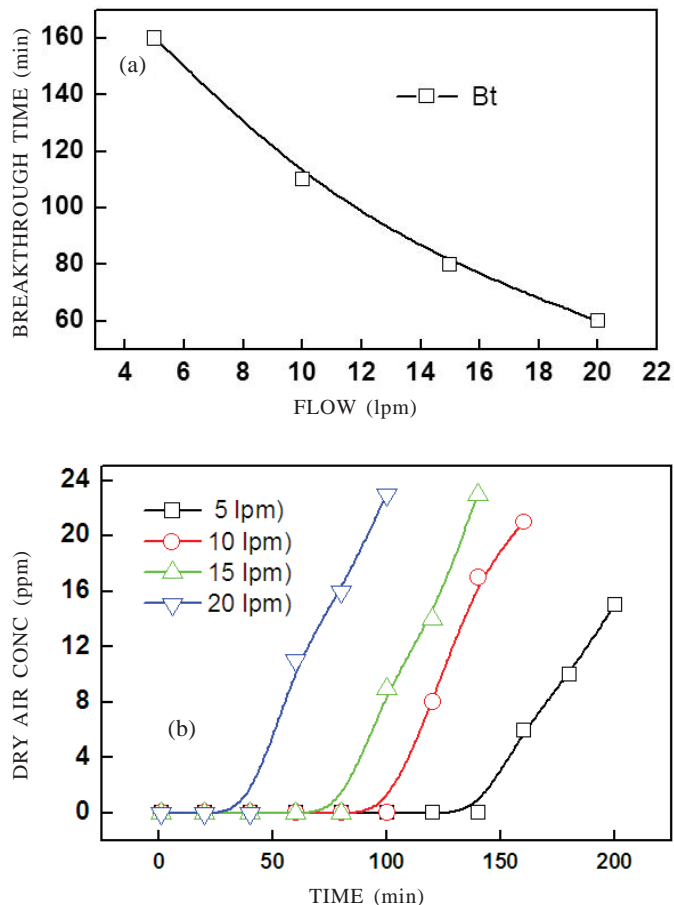 160
140
120
100
80
60
BREAKTHROUGH TIME (min)
(a)
Bt
4 6 8 10 12 14 16 18 20 22
FLOW (lpm)
24
20
16
12
8
4
0
DRY AIR CONC (ppm)
5 lpm)
10 lpm)
15 lpm)
20 lpm)
(b)
0 50 100 150 200
TIME (min)